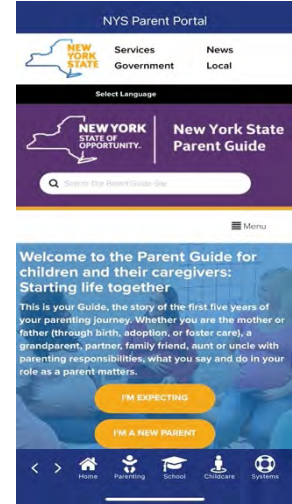 NYS Parent Portal
NEW
YORK
STATE
Services
News
Government
Local
Select Language
NEW YORK
STATE OF
OPPORTUNITY.
New York State
Parent Guide
Search The Parent Guide Site
Menu
Welcome to the Parent Guide for
children and their caregivers:
Starting life together
This is your Guide, the story of the first five years of
your parenting journey. Whether you are the mother or
father (through birth, adoption, or foster care), a
grandparent, partner, family friend, aunt or uncle with
parenting responsibilities, what you say and do in your
role as a parent matters.
I'M EXPECTING
I'M A NEW PARENT
Home
Parenting
School
Childcare
Systems